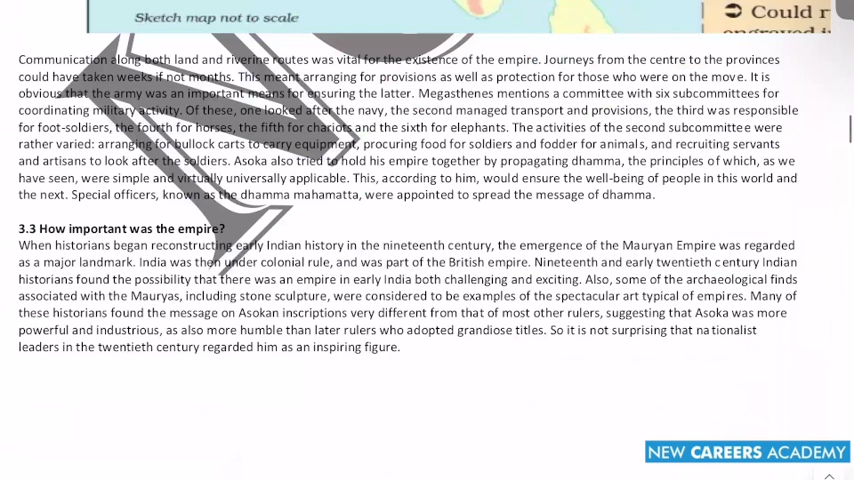 Sketch map not to scale
➲ Could r
engraved i
Communication along both land and riverine routes was vital for the existence of the empire. Journeys from the centre to the provinces
could have taken weeks if not months. This meant arranging for provisions as well as protection for those who were on the move. It is
obvious that the army was an important means for ensuring the latter. Megasthenes mentions a committee with six subcommittees for
coordinating military activity. Of these, one looked after the navy, the second managed transport and provisions, the third was responsible
for foot-soldiers, the fourth for horses, the fifth for chariots and the sixth for elephants. The activities of the second subcommittee were
rather varied: arranging for bullock carts to carry equipment, procuring food for soldiers and fodder for animals, and recruiting servants
and artisans to look after the soldiers. Asoka also tried to hold his empire together by propagating dhamma, the principles of which, as we
have seen, were simple and virtually universally applicable. This, according to him, would ensure the well-being of people in this world and
the next. Special officers, known as the dhamma mahamatta, were appointed to spread the message of dhamma.
3.3 How important was the empire?
When historians began reconstructing early Indian history in the nineteenth century, the emergence of the Mauryan Empire was regarded
as a major landmark. India was then under colonial rule, and was part of the British empire. Nineteenth and early twentieth century Indian
historians found the possibility that there was an empire in early India both challenging and exciting. Also, some of the archaeological finds
associated with the Mauryas, including stone sculpture, were considered to be examples of the spectacular art typical of empires. Many of
these historians found the message on Asokan inscriptions very different from that of most other rulers, suggesting that Asoka was more
powerful and industrious, as also more humble than later rulers who adopted grandiose titles. So it is not surprising that nationalist
leaders in the twentieth century regarded him as an inspiring figure.
NEW CAREERS ACADEMY